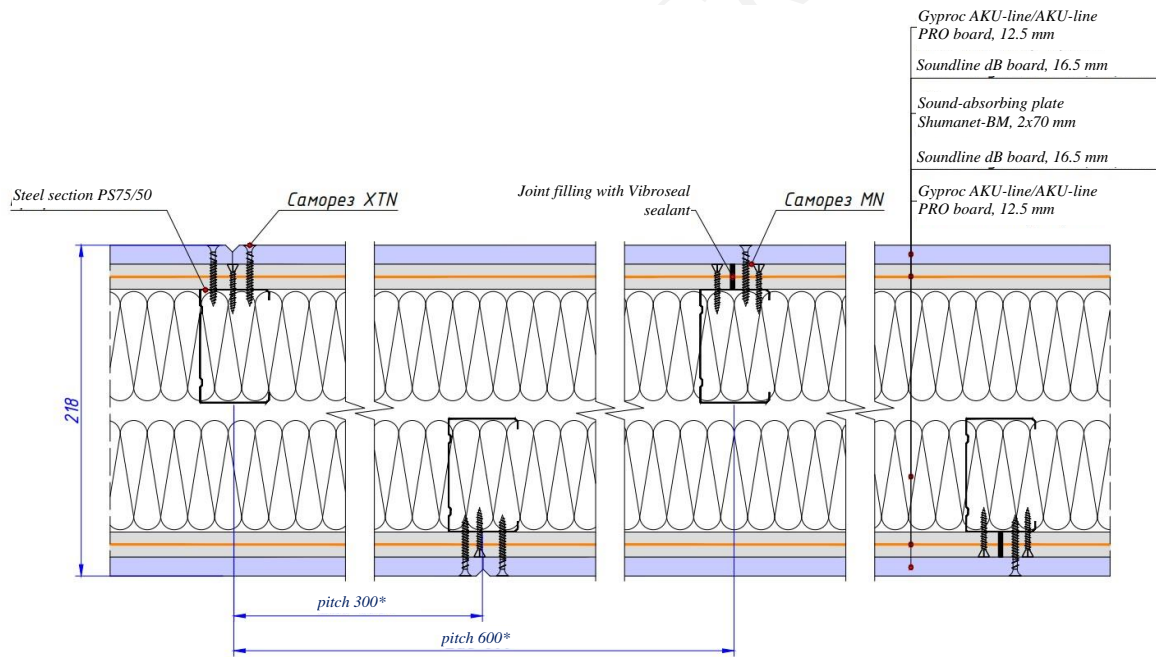 Gyproc AKU-line/AKU-line
PRO board, 12.5 mm
Soundline dB board, 16.5 mm
Sound-absorbing plate
Shumanet-BM, 2x70 mm
Soundline dB board, 16.5 mm
Gyproc AKU-line/AKU-line
PRO board, 12.5 mm
Steel section PS75/50
Саморез XTN
Joint filling with Vibroseal
sealant
Саморез MN
218
pitch 300*
pitch 600*